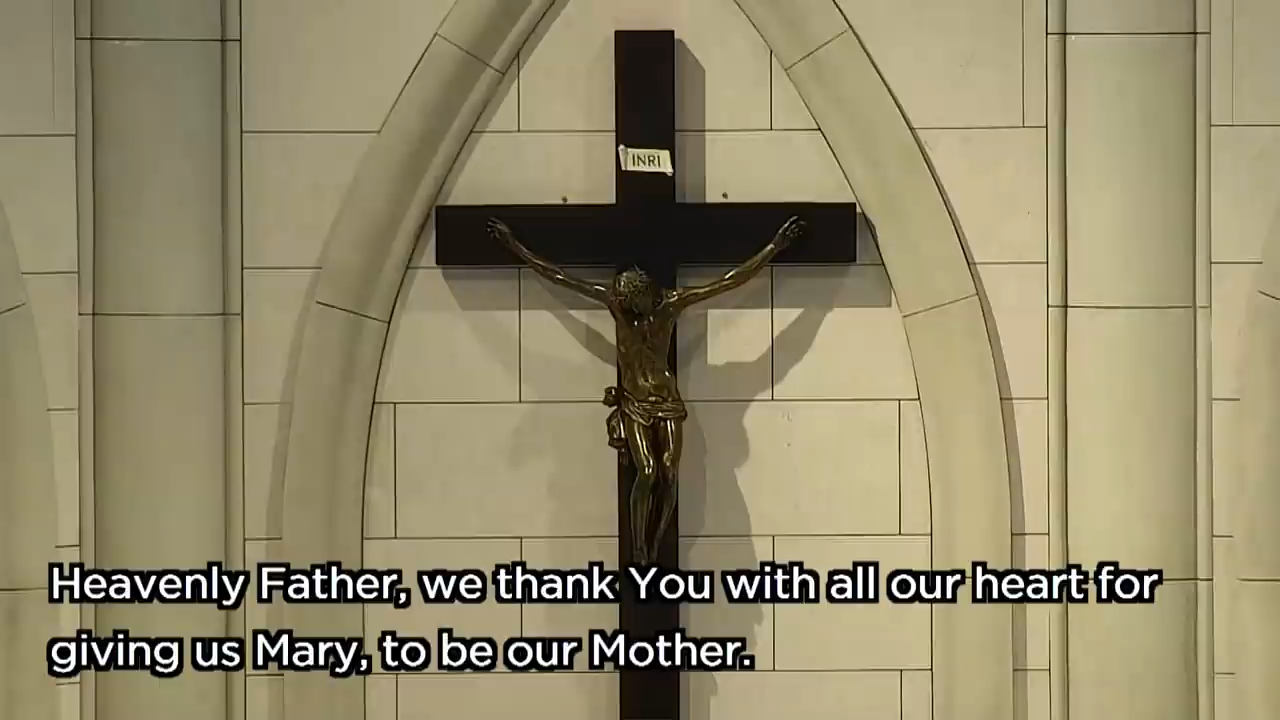 INRI
Heavenly Father, we thank You with all our heart for
giving us Mary, to be our Mother.